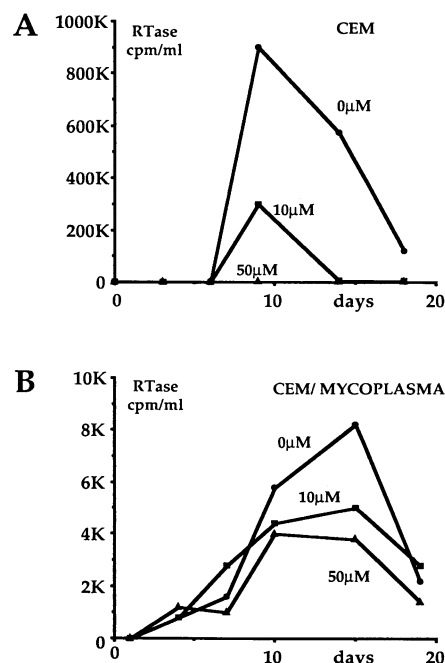 A
RTase
cpm/ml
CEM
1000K
800K
600K
400K
200K
0
0µM
10µM
50µM
0
10
days
20
B
RTase
cpm/ml
CEM/ MYCOPLASMA
10K
8K
6K
4K
2K
0
0µM
10µM
50µM
0
10
days
20